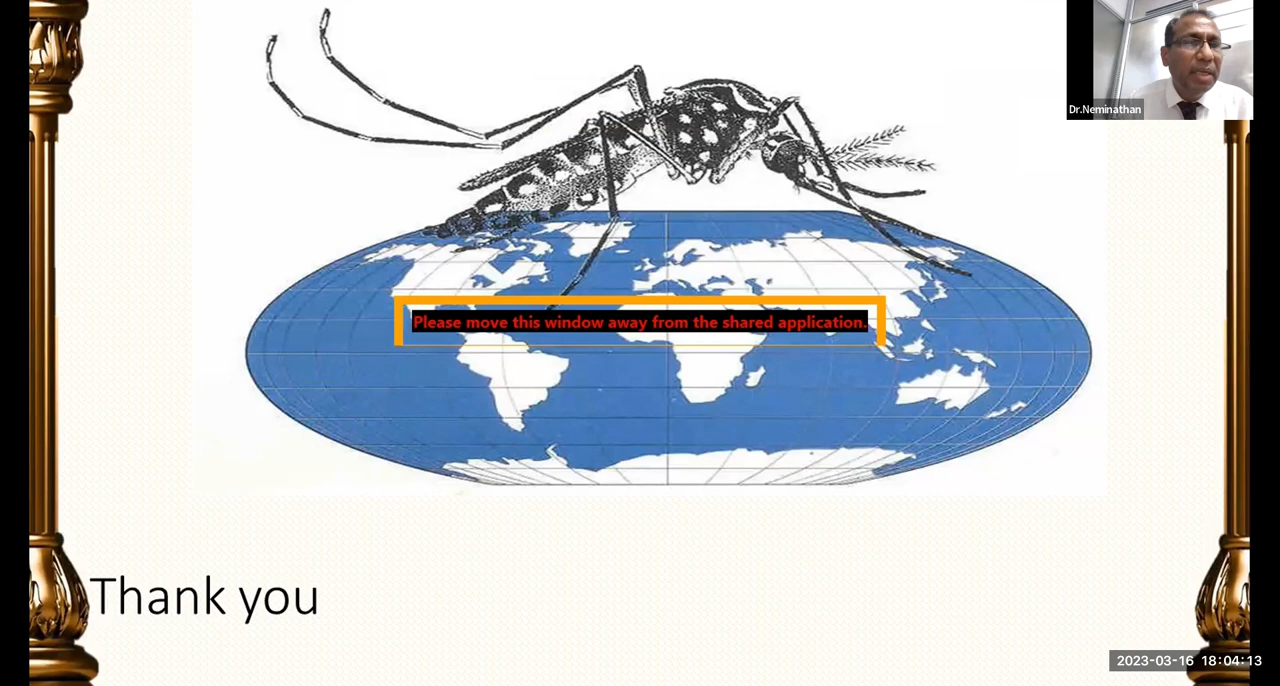 Dr.Neminathan
Please move this window away from the shared application.
Thank you
2023-03-16 18:04:13